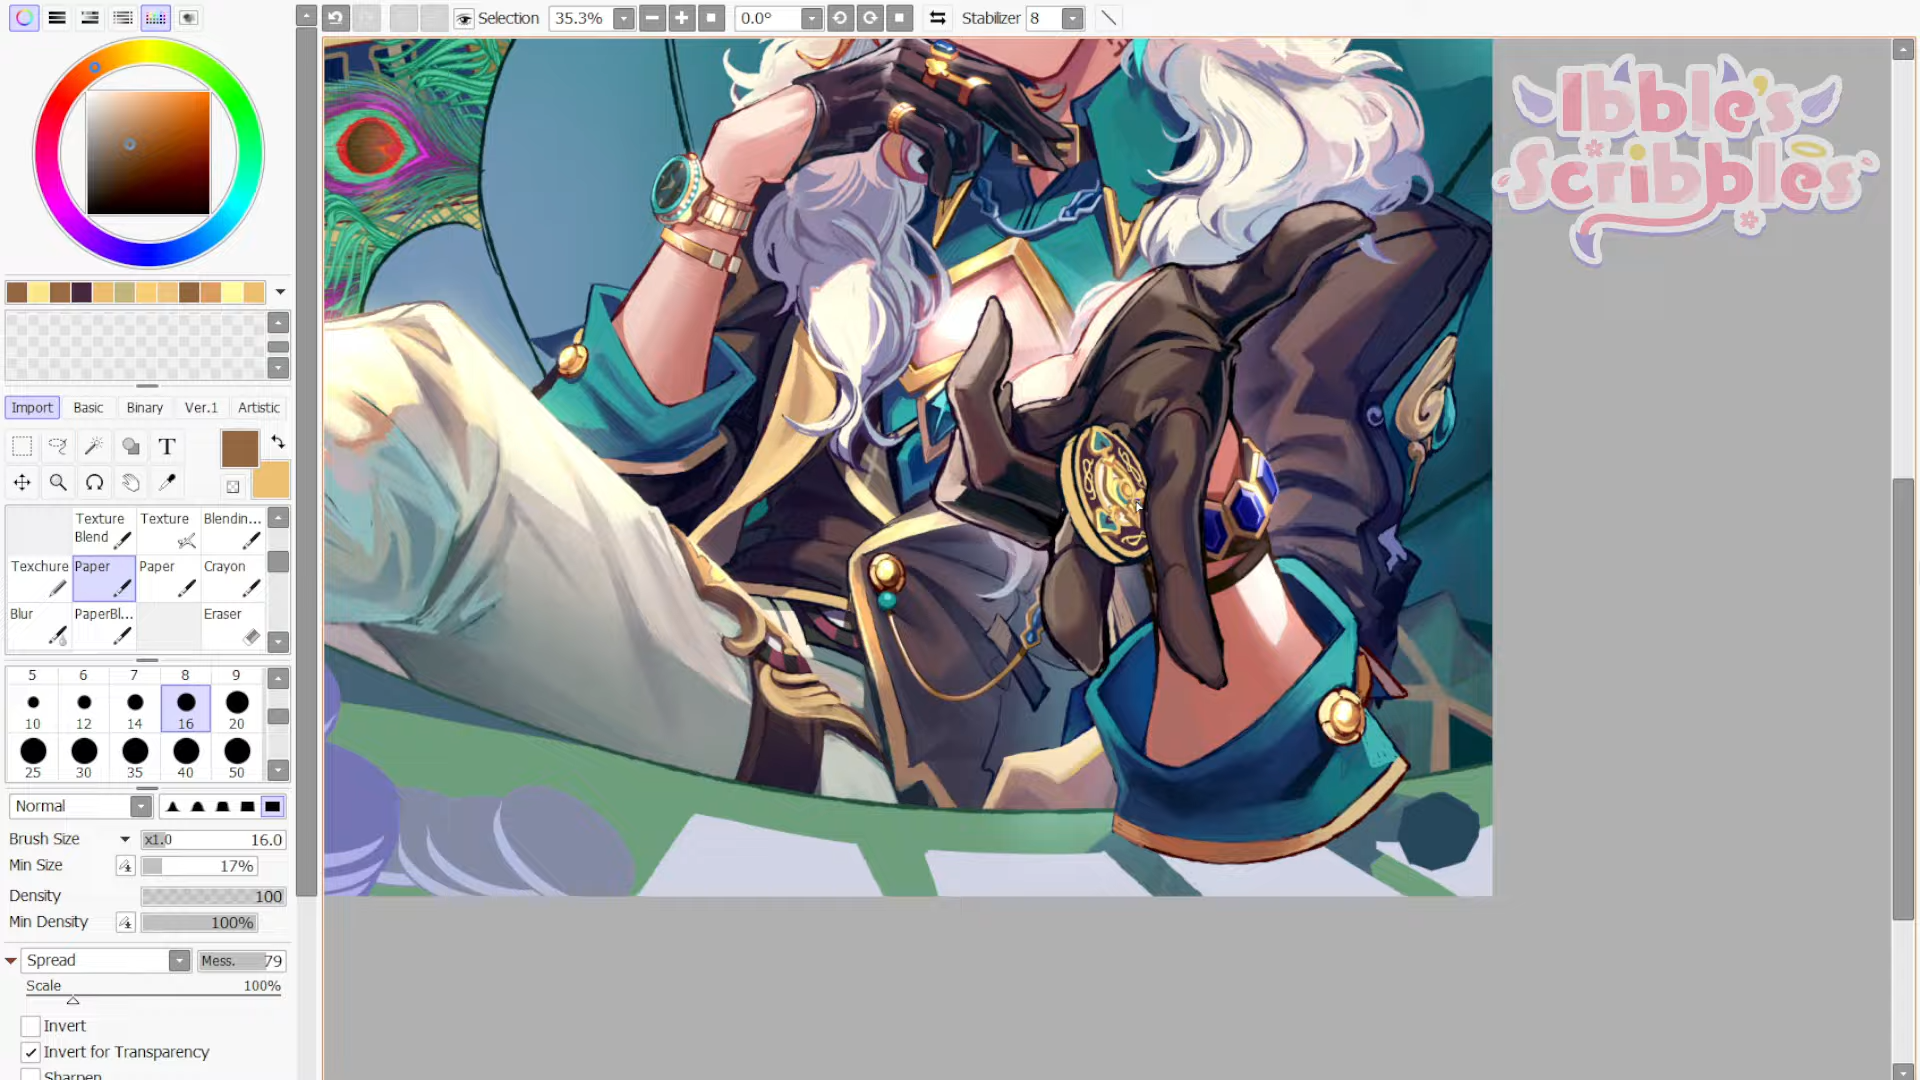 Selection 35.3% 0.0° Stabilizer 8
Ibble's
Scribbles
Import Basic Binary Ver.1 Artistic
T
Texture Blend Texture Blendin...
Texchure Paper Paper Crayon
Blur PaperBl... Eraser
5 6 7 8 9
10 12 14 16 20
25 30 35 40 50
Normal
Brush Size x1.0 16.0
Min Size 17%
Density 100
Min Density 100%
Spread Mess. 79
Scale 100%
Invert
Invert for Transparency
Sharpen